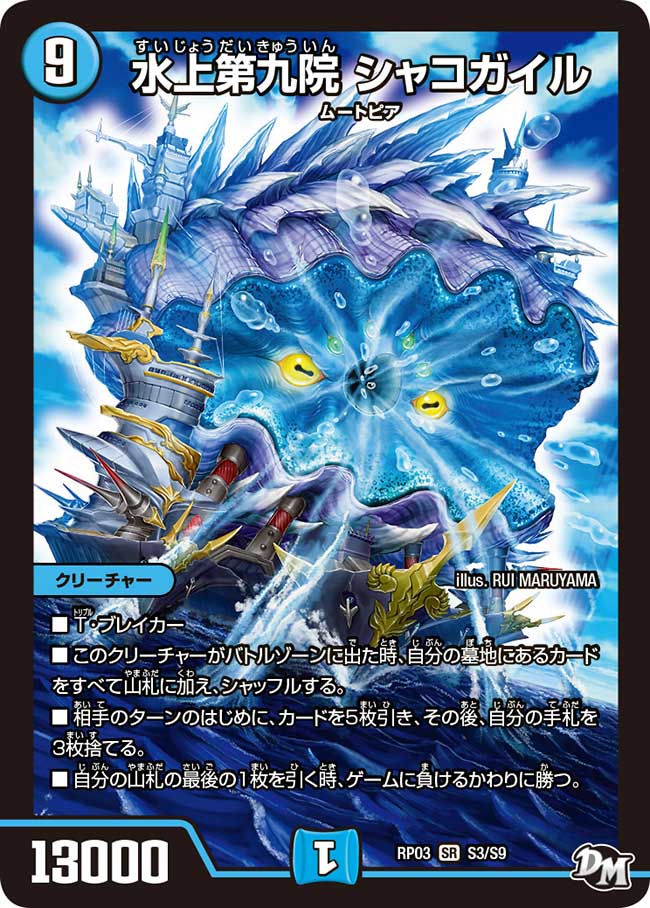 9
すいじょうだいきゅういん
水上第九院 シャコガイル
ムートピア
クリーチャー
illus. RUI MARUYAMA
■T・ブレイカー
■このクリーチャーがバトルゾーンに出た時、自分の墓地にあるカード
をすべて山札に加え、シャッフルする。
■相手のターンのはじめに、カードを5枚引き、その後、自分の手札を
3枚捨てる。
■自分の山札の最後の1枚を引く時、ゲームに負けるかわりに勝つ。
13000
1
RP03 SR S3/S9
DM